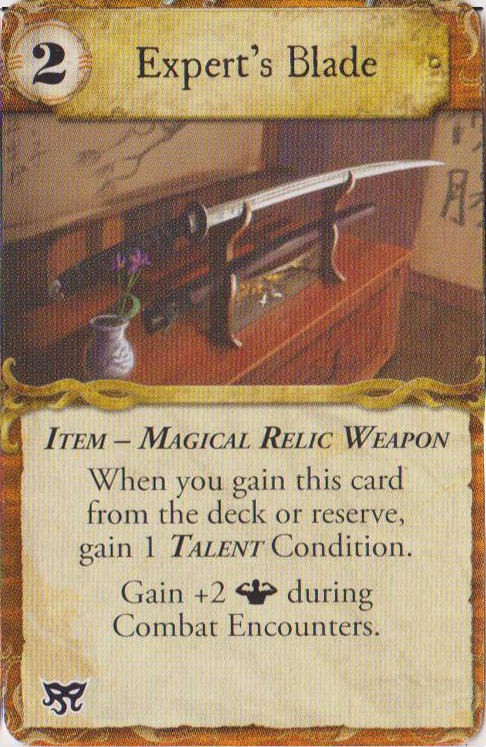 2
Expert's Blade
Item – Magical Relic Weapon
When you gain this card
from the deck or reserve,
gain 1 Talent Condition.
Gain +2 during
Combat Encounters.